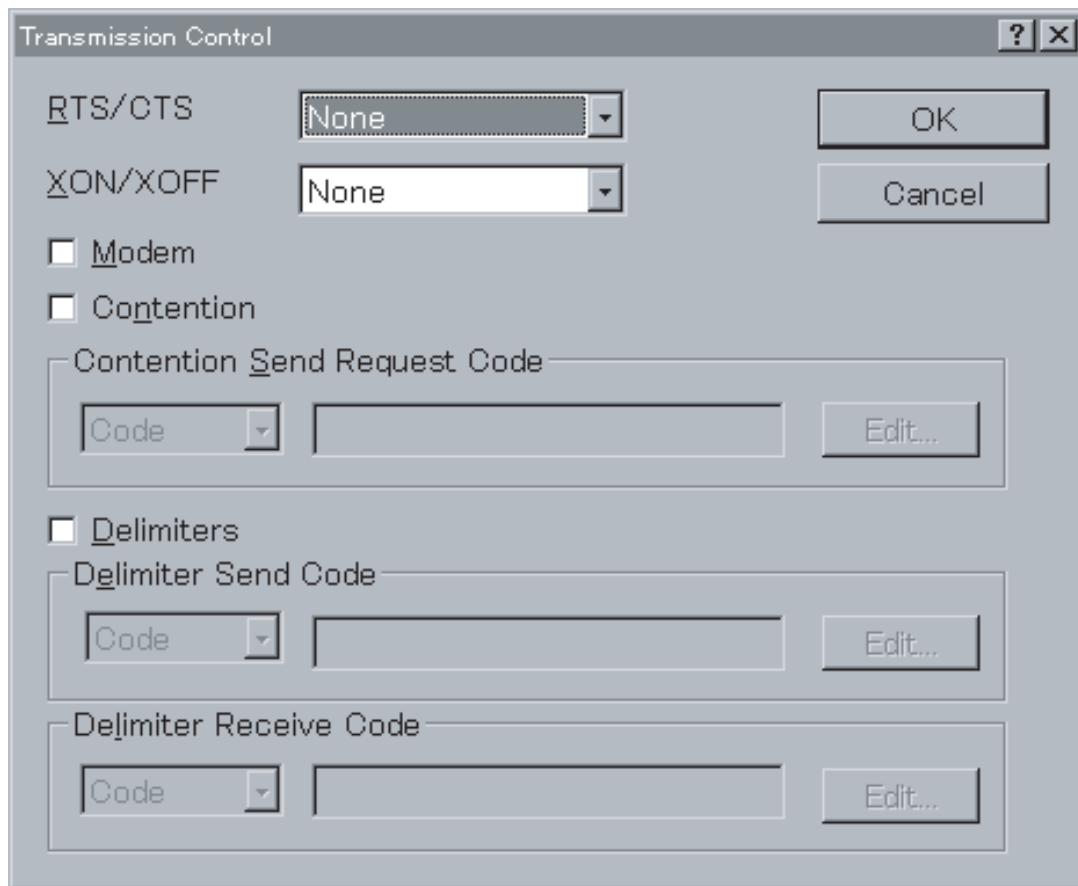 Transmission Control
RTS/CTS None OK
XON/XOFF None Cancel
Modem
Contention
Contention Send Request Code
Code Edit...
Delimiters
Delimiter Send Code
Code Edit...
Delimiter Receive Code
Code Edit...